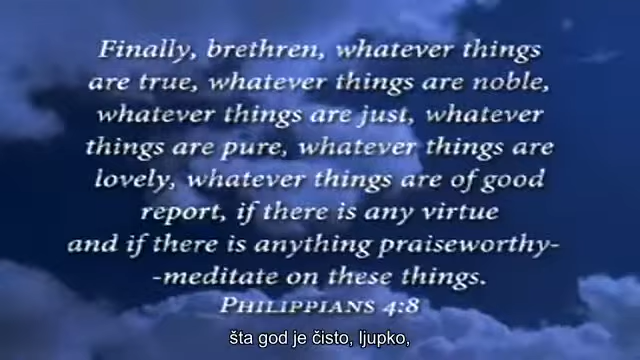 Finally, brethren, whatever things
are true, whatever things are noble,
whatever things are just, whatever
things are pure, whatever things are
lovely, whatever things are of good
report, if there is any virtue
and if there is anything praiseworthy-
-meditate on these things.
PHILIPPIANS 4:8
šta god je čisto, ljupko,